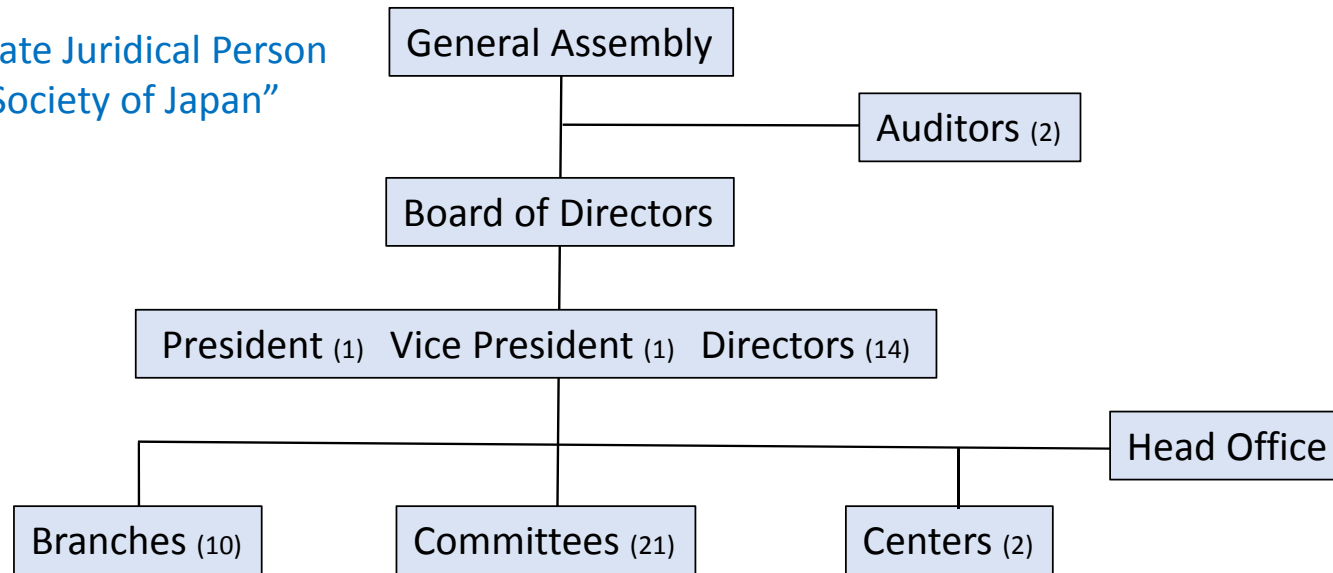 ate Juridical Person
Society of Japan”
General Assembly
Auditors (2)
Board of Directors
President (1) Vice President (1) Directors (14)
Head Office
Branches (10)
Committees (21)
Centers (2)